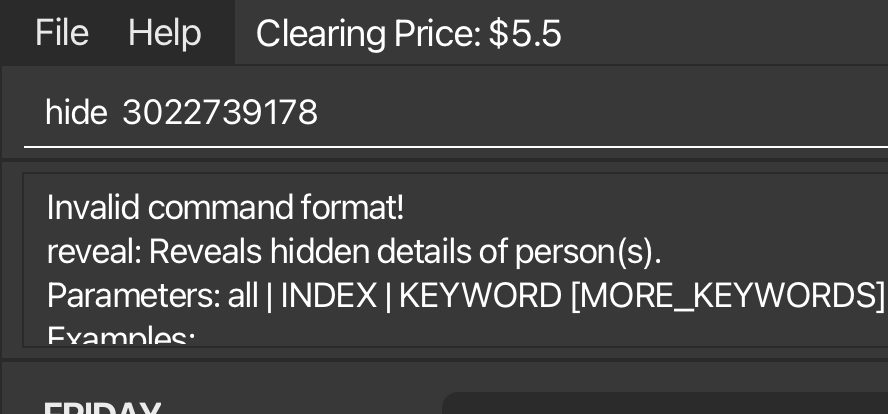 File Help Clearing Price: $5.5
hide 3022739178
Invalid command format!
reveal: Reveals hidden details of person(s).
Parameters: all | INDEX | KEYWORD [MORE_KEYWORDS]
Examples:
FRIDAY